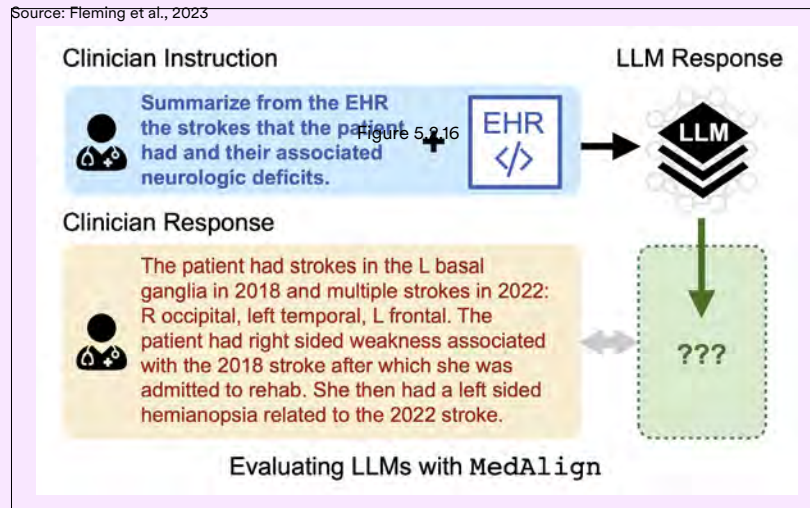 Source: Fleming et al., 2023
Clinician Instruction
LLM Response
Summarize from the EHR
the strokes that the patient
had and their associated
neurologic deficits.
Figure 5.2.16
+
EHR
</>
LLM
Clinician Response
The patient had strokes in the L basal
ganglia in 2018 and multiple strokes in 2022:
R occipital, left temporal, L frontal. The
patient had right sided weakness associated
with the 2018 stroke after which she was
admitted to rehab. She then had a left sided
hemianopsia related to the 2022 stroke.
???
Evaluating LLMs with MedAlign